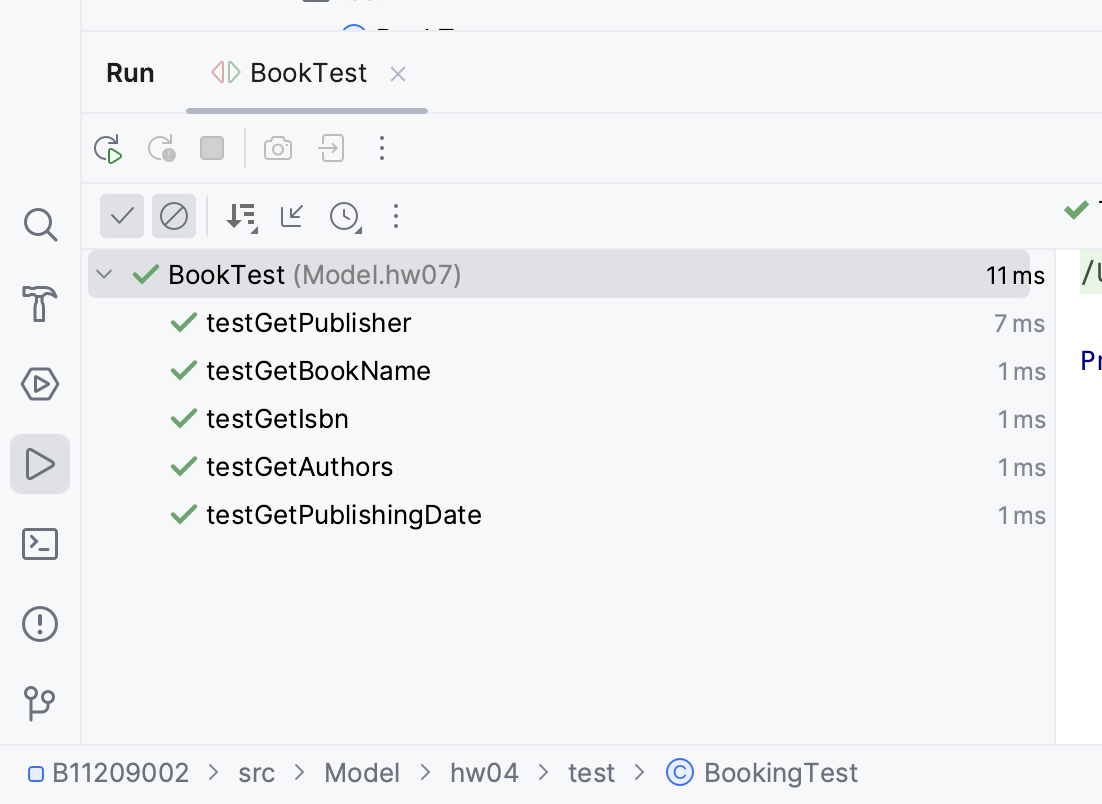 Run BookTest
BookTest (Model.hw07) 11 ms
testGetPublisher 7 ms
testGetBookName 1 ms
testGetIsbn 1 ms
testGetAuthors 1 ms
testGetPublishingDate 1 ms
B11209002 > src > Model > hw04 > test > BookingTest